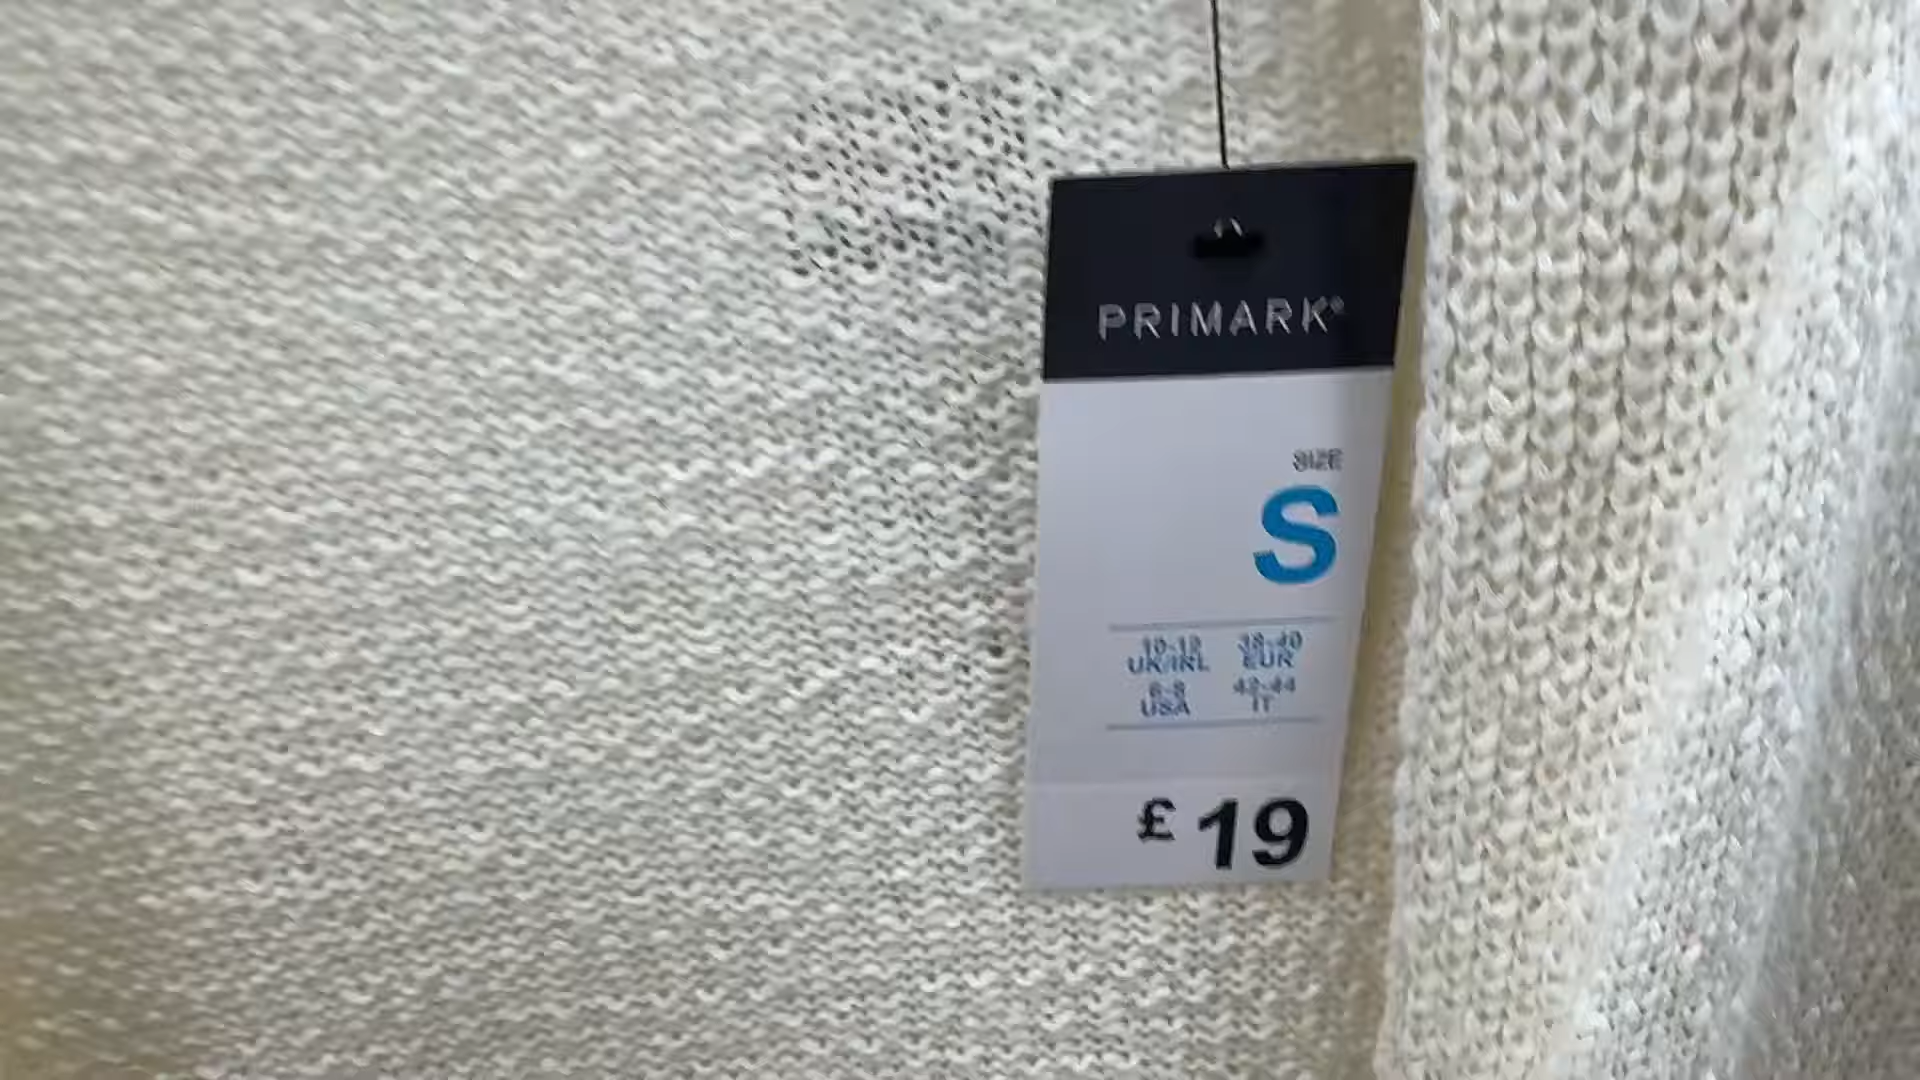 PRIMARK®
SIZE
S
10-12 38-40
UK/IRL EUR
6-8 42-44
USA IT
£19